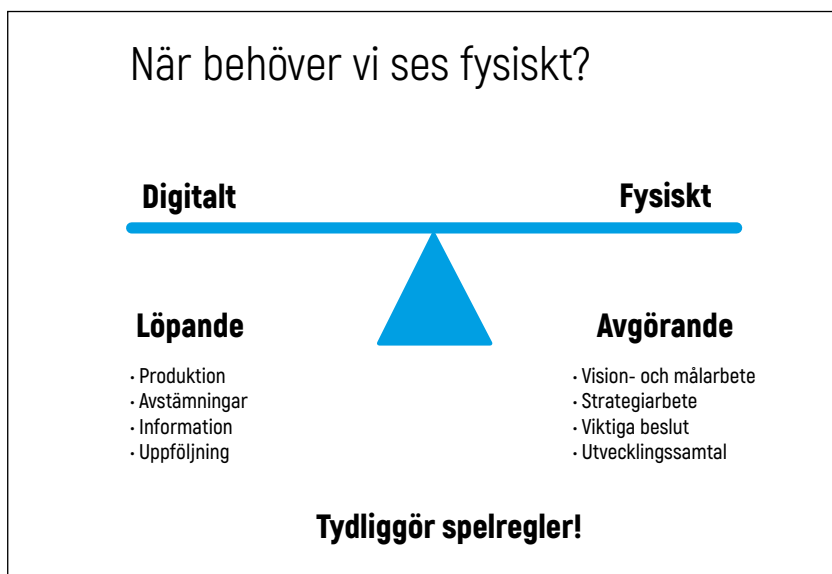 När behöver vi ses fysiskt?
Digitalt
Fysiskt
Löpande
· Produktion
· Avstämningar
· Information
· Uppföljning
Avgörande
· Vision- och målarbete
· Strategiarbete
· Viktiga beslut
· Utvecklingssamtal
Tydliggör spelregler!